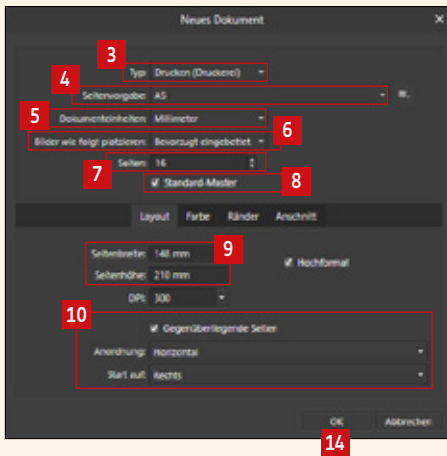 Neues Dokument ×
3
Typ: Drucken (Druckerei)
4
Seitenvorgabe: A5
5
Dokumenteinheiten: Millimeter
6
Bilder wie folgt platzieren: Bevorzugt eingebettet
7
Seiten: 16
Standard-Master
8
Layout Farbe Ränder Anschnitt
Seitenbreite: 148 mm
9
Seitenhöhe: 210 mm
Hochformat
DPI: 300
10
Gegenüberliegende Seiten
Anordnung: Horizontal
Start auf: Rechts
OK Abbrechen
14